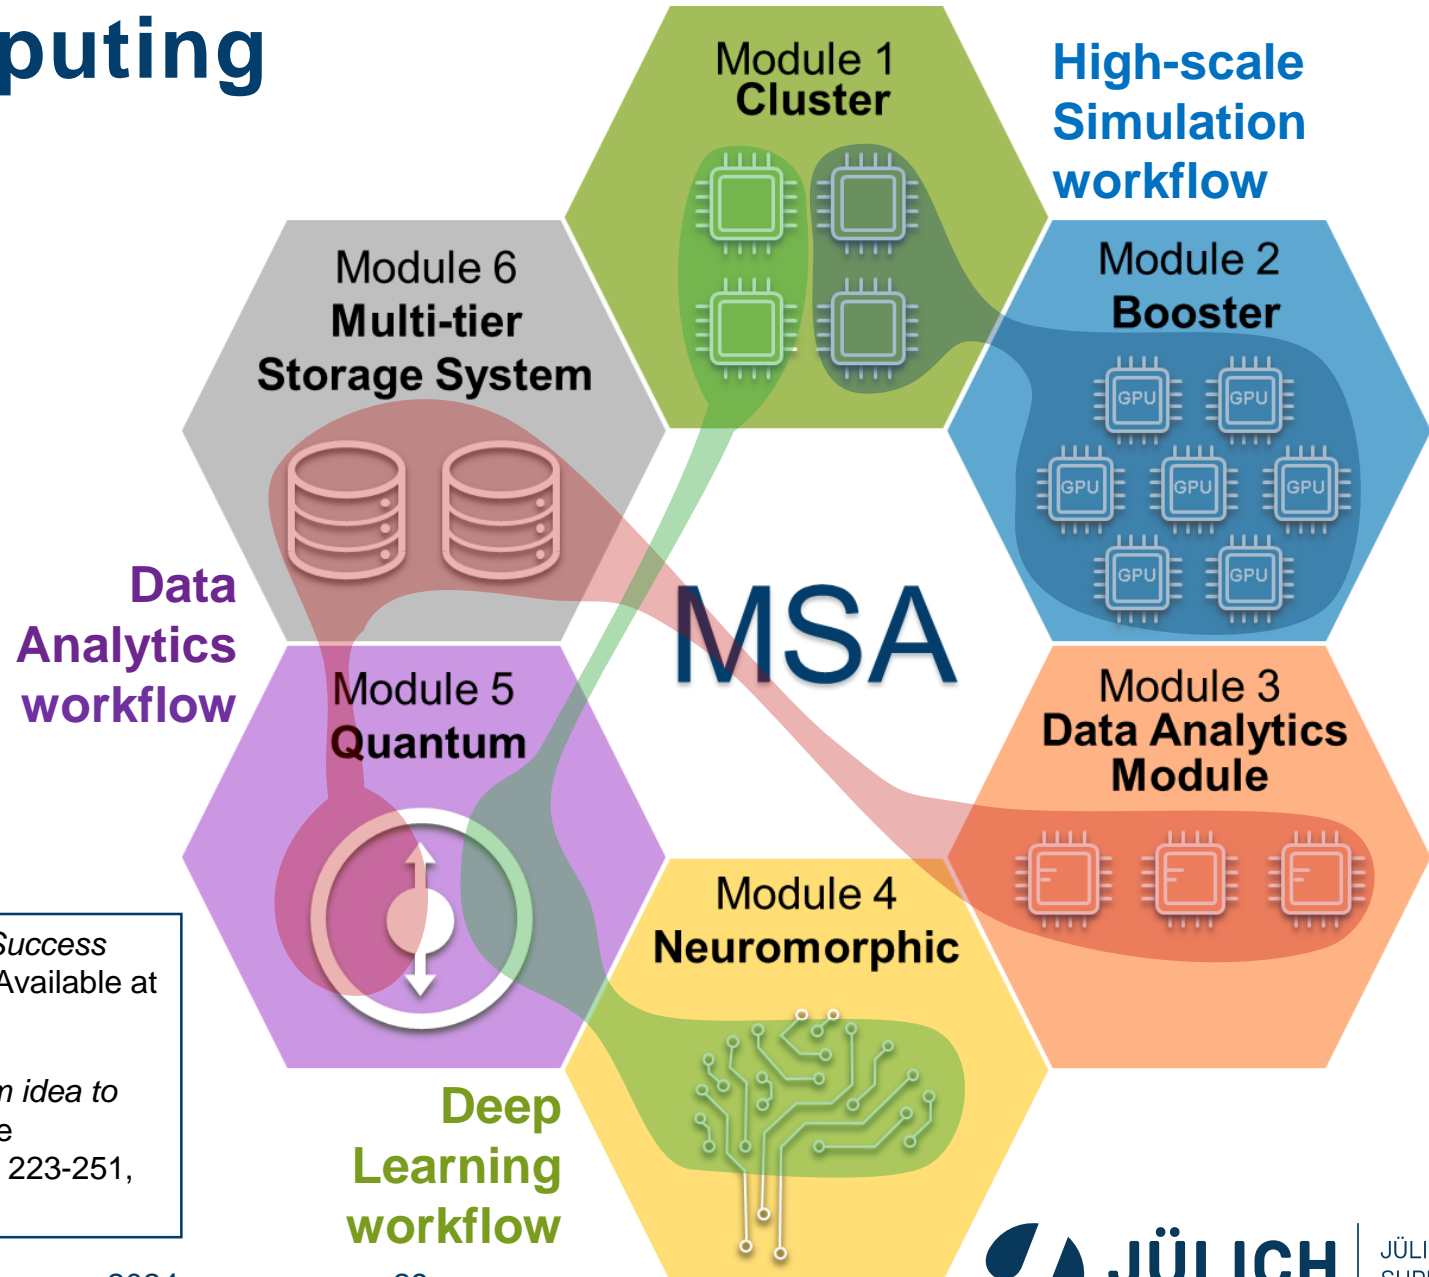 puting
Module 1
Cluster
High-scale
Simulation
workflow
Module 6
Multi-tier
Storage System
Module 2
Booster
GPU GPU
GPU GPU GPU
GPU GPU
Data
Analytics
workflow
MSA
Module 5
Quantum
Module 3
Data Analytics
Module
Module 4
Neuromorphic
Success
Available at
idea to
223-251,
Deep
Learning
workflow
JÜLICH